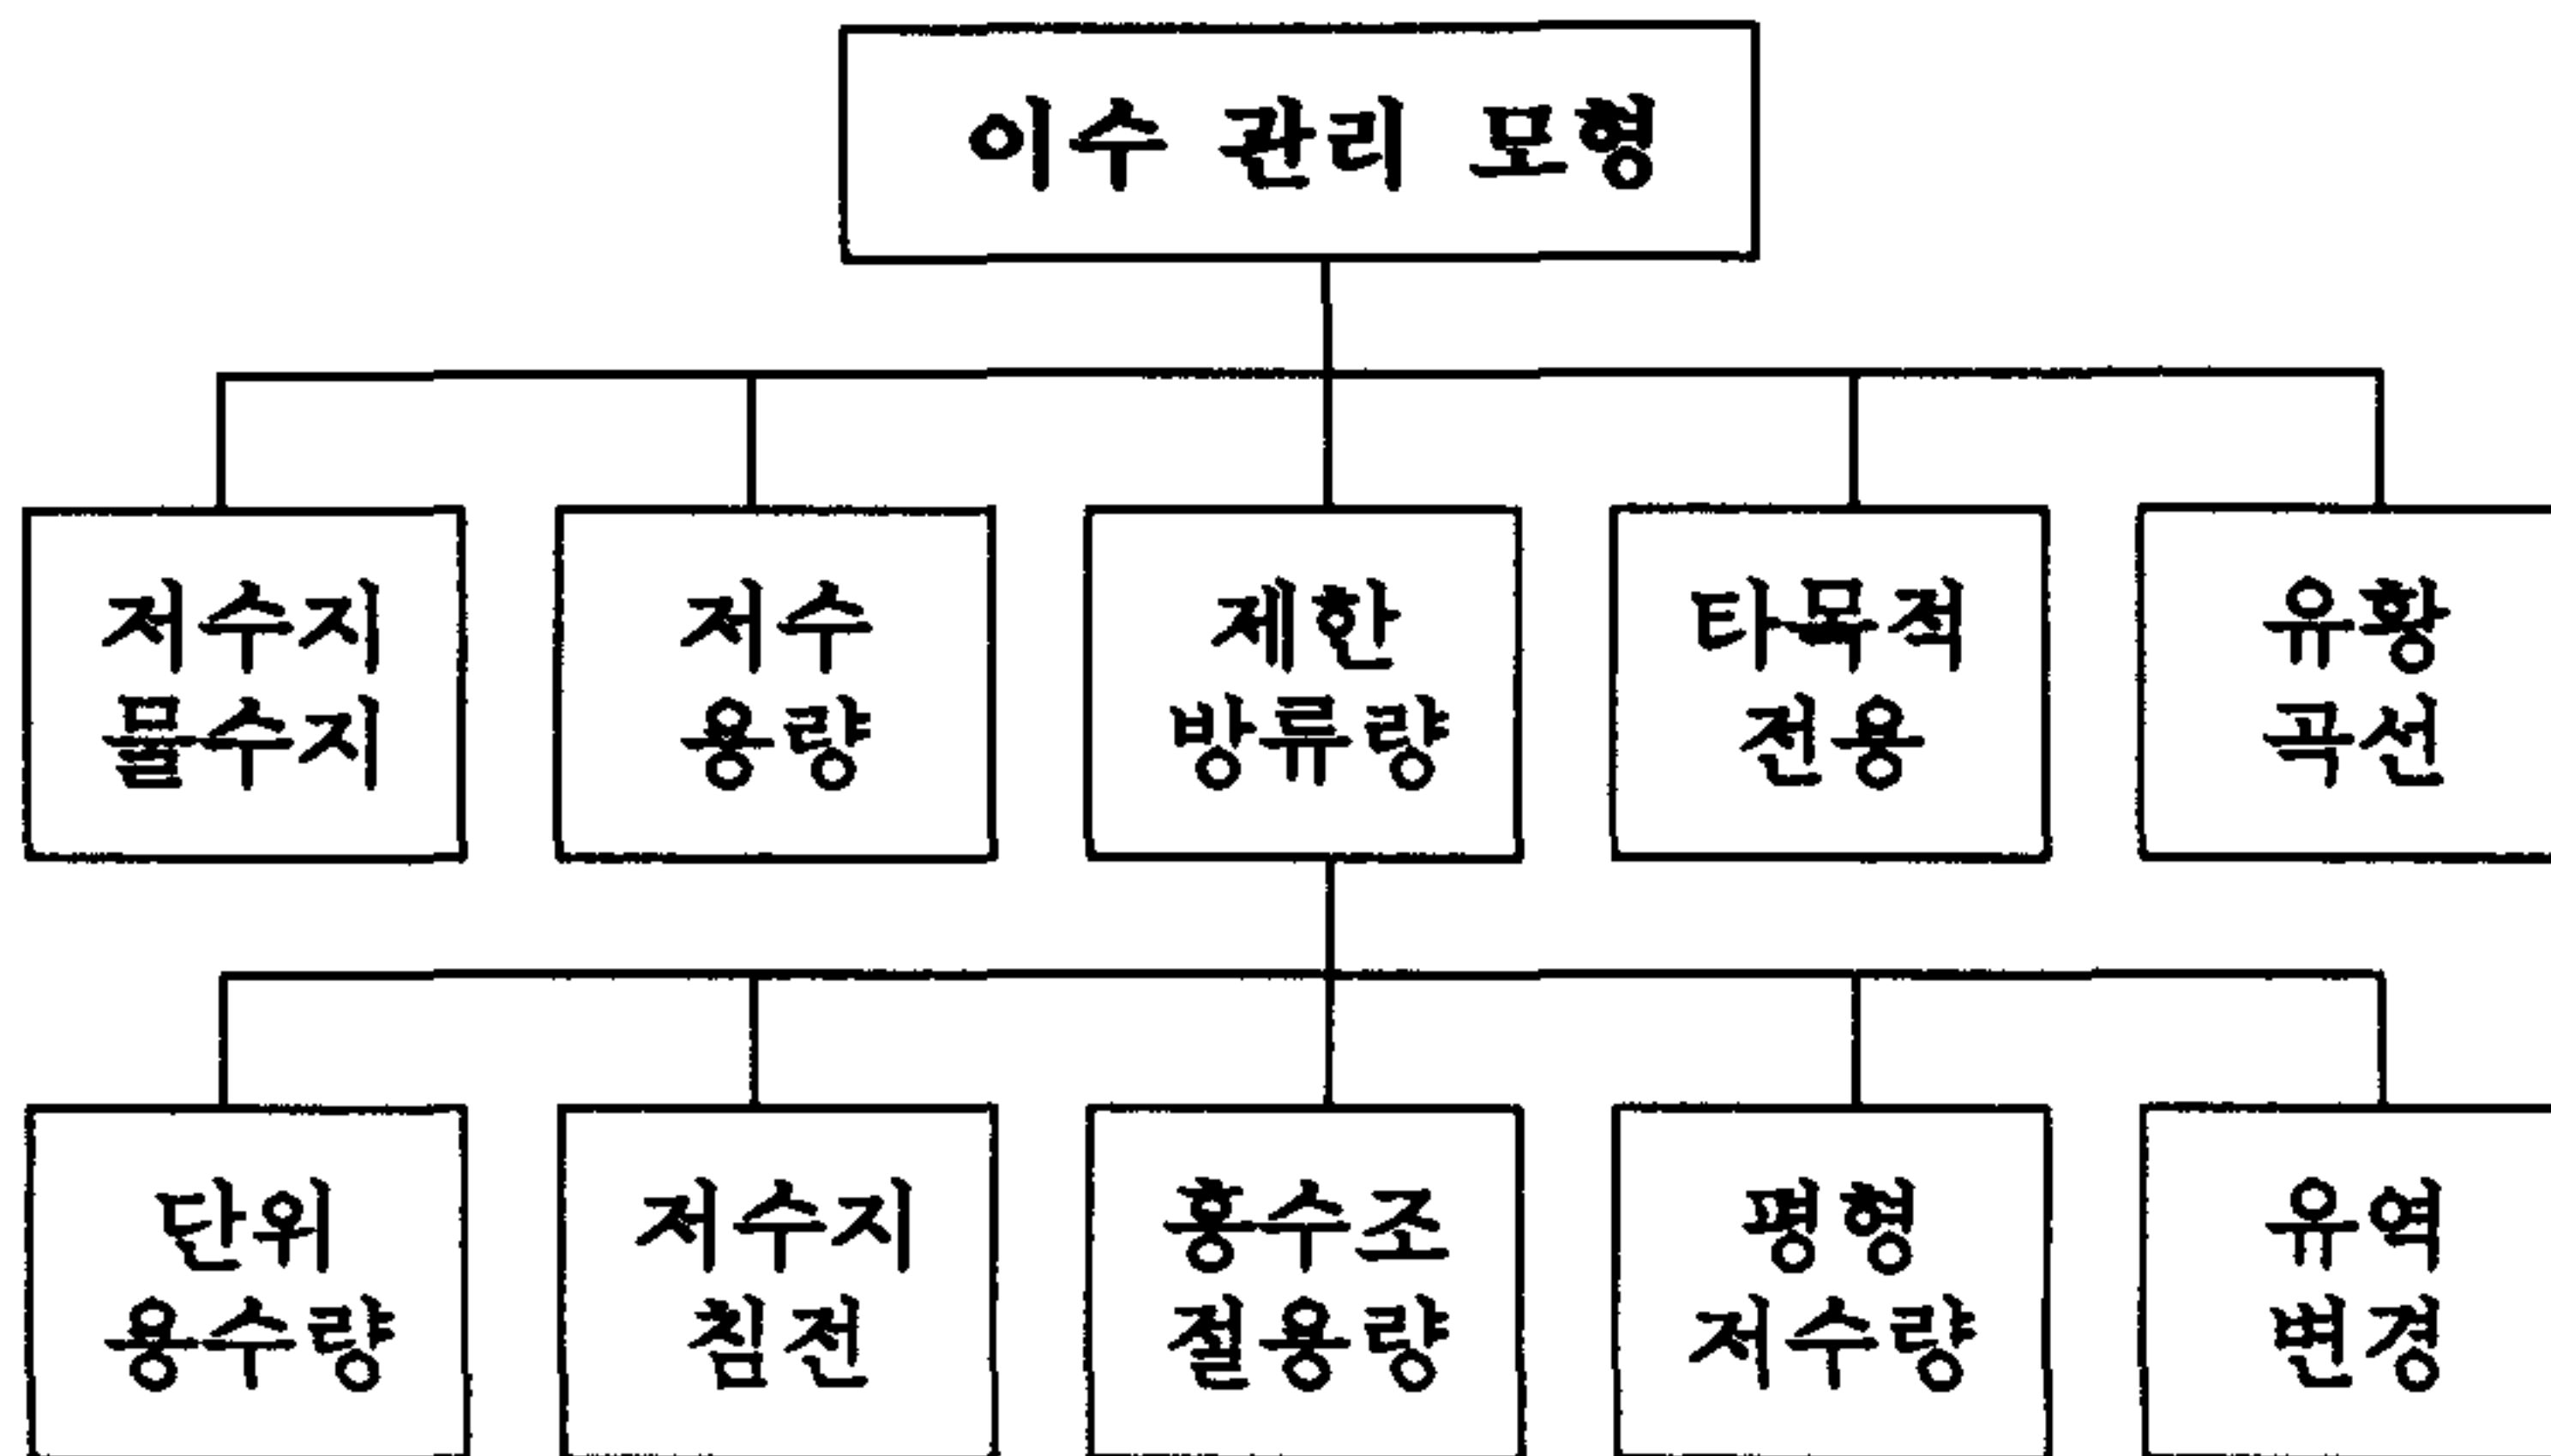 이수 관리 모형
저수지
물수지
저수
용량
제한
방류량
타목적
전용
유황
곡선
단위
용수량
저수지
침전
홍수조
절용량
평형
저수량
유역
변경